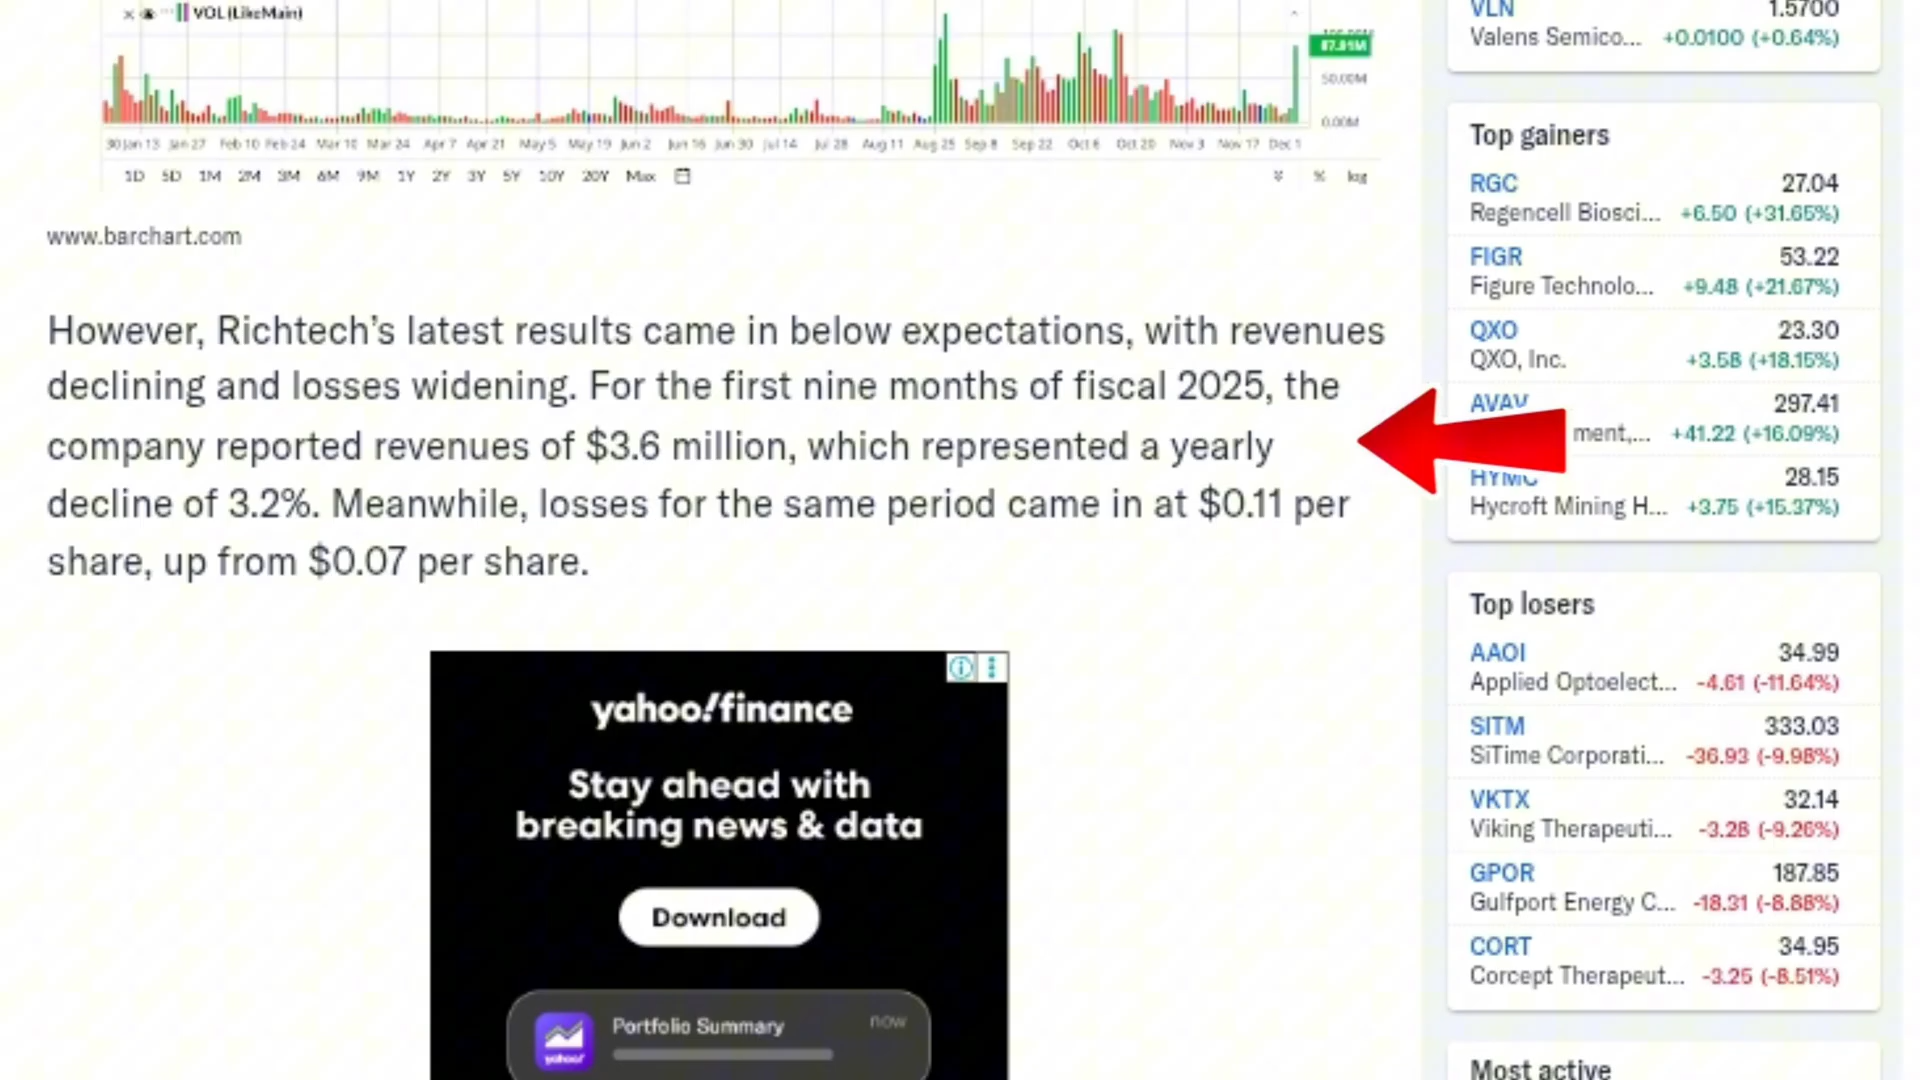 VOL (LikeMain)
87.91M
50.00M
0.00M
30 Jan 13 Jan 27 Feb 10 Feb 24 Mar 10 Mar 24 Apr 7 Apr 21 May 5 May 19 Jun 2 Jun 16 Jun 30 Jul 14 Jul 28 Aug 11 Aug 25 Sep 8 Sep 22 Oct 6 Oct 20 Nov 3 Nov 17 Dec 1
1D 5D 1M 2M 3M 6M 9M 1Y 2Y 3Y 5Y 10Y 20Y Max % log
www.barchart.com
However, Richtech’s latest results came in below expectations, with revenues
declining and losses widening. For the first nine months of fiscal 2025, the
company reported revenues of $3.6 million, which represented a yearly
decline of 3.2%. Meanwhile, losses for the same period came in at $0.11 per
share, up from $0.07 per share.
yahoo!finance
Stay ahead with
breaking news & data
Download
Portfolio Summary now
yahoo!
VLN 1.5700
Valens Semico... +0.0100 (+0.64%)
Top gainers
RGC 27.04
Regencell Biosci... +6.50 (+31.65%)
FIGR 53.22
Figure Technolo... +9.48 (+21.67%)
QXO 23.30
QXO, Inc. +3.58 (+18.15%)
AVAV 297.41
ment,... +41.22 (+16.09%)
HYMC 28.15
Hycroft Mining H... +3.75 (+15.37%)
Top losers
AAOI 34.99
Applied Optoelect... -4.61 (-11.64%)
SITM 333.03
SiTime Corporati... -36.93 (-9.98%)
VKTX 32.14
Viking Therapeuti... -3.28 (-9.26%)
GPOR 187.85
Gulfport Energy C... -18.31 (-8.88%)
CORT 34.95
Corcept Therapeut... -3.25 (-8.51%)
Most active